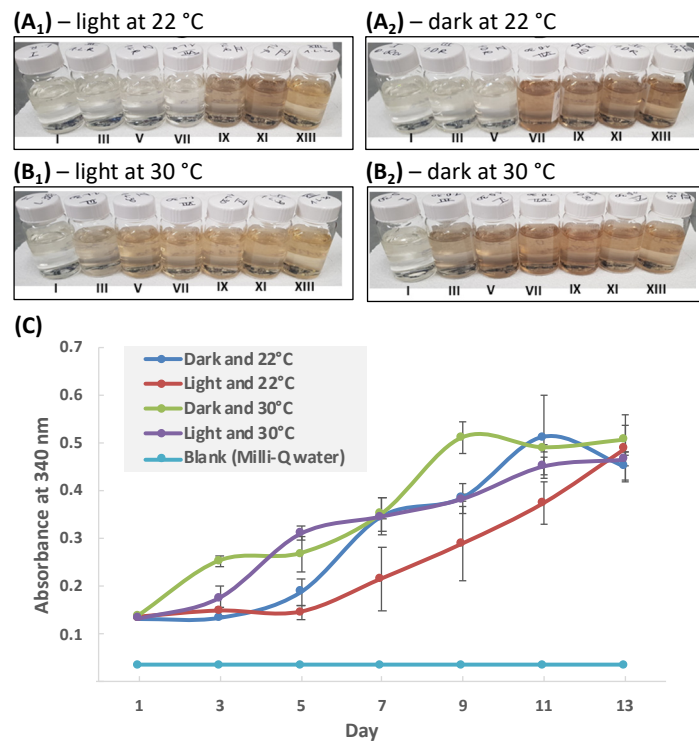 (A1) – light at 22 °C
(A2) – dark at 22 °C
I III V VII IX XI XIII
I III V VII IX XI XIII
(B1) – light at 30 °C
(B2) – dark at 30 °C
I III V VII IX XI XIII
I III V VII IX XI XIII
(C)
0.7
0.6
0.5
0.4
0.3
0.2
0.1
Absorbance at 340 nm
Dark and 22°C
Light and 22°C
Dark and 30°C
Light and 30°C
Blank (Milli-Q water)
1 3 5 7 9 11 13
Day